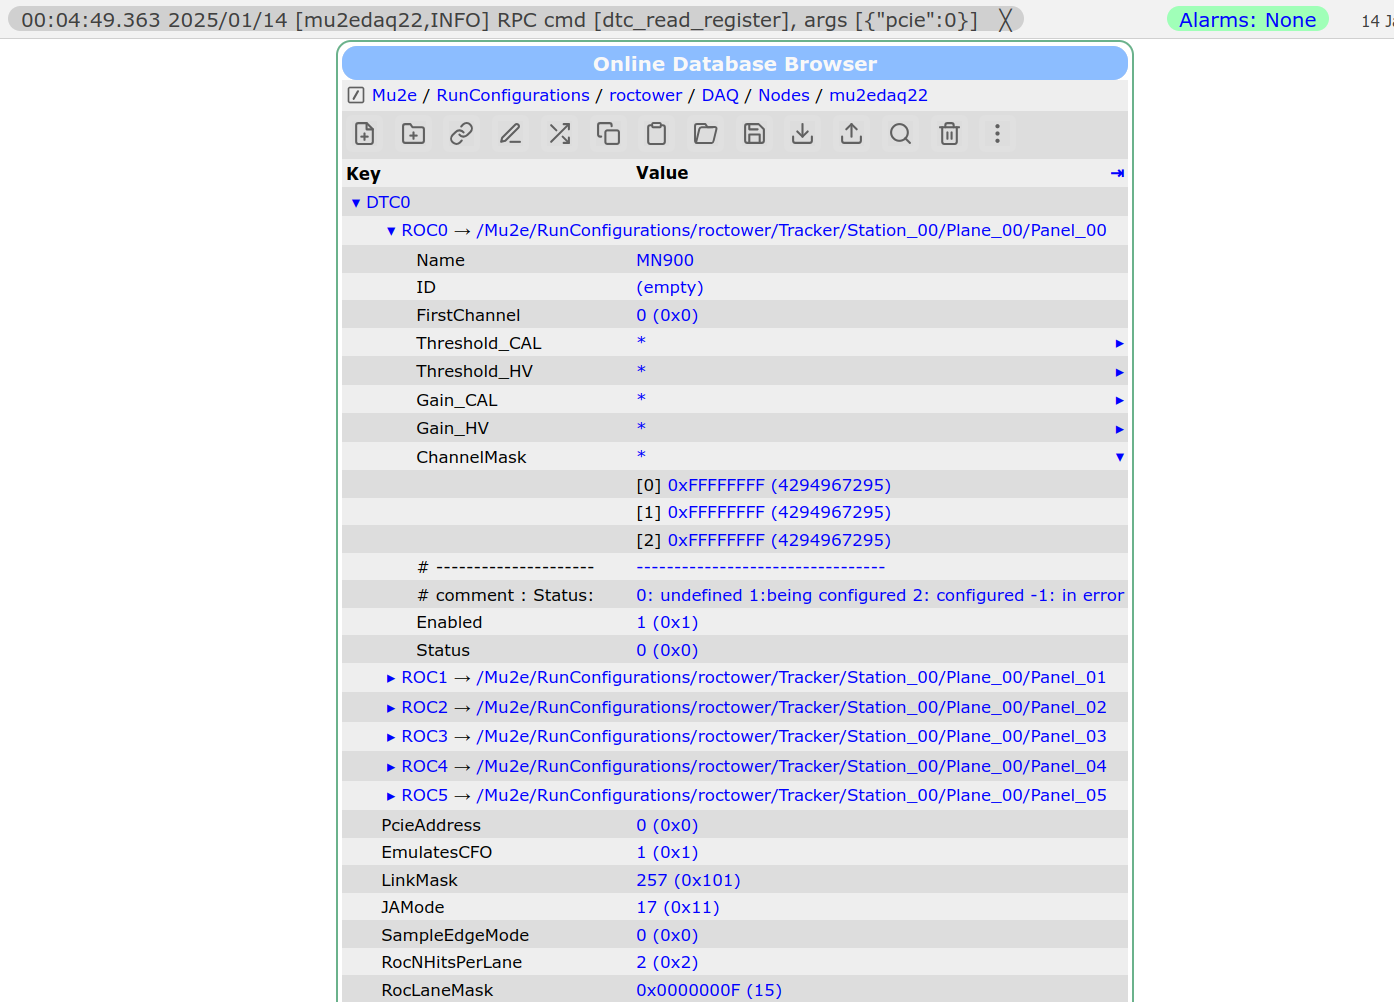 00:04:49.363 2025/01/14 [mu2edaq22,INFO] RPC cmd [dtc_read_register], args [{"pcie":0}] ╳ Alarms: None 14 Ja
Online Database Browser
Mu2e / RunConfigurations / roctower / DAQ / Nodes / mu2edaq22
Key Value ⇥
▾ DTC0
▾ ROC0 → /Mu2e/RunConfigurations/roctower/Tracker/Station_00/Plane_00/Panel_00
Name MN900
ID (empty)
FirstChannel 0 (0x0)
Threshold_CAL * ▸
Threshold_HV * ▸
Gain_CAL * ▸
Gain_HV * ▸
ChannelMask * ▾
[0] 0xFFFFFFFF (4294967295)
[1] 0xFFFFFFFF (4294967295)
[2] 0xFFFFFFFF (4294967295)
# --------------------- ---------------------------------
# comment : Status: 0: undefined 1:being configured 2: configured -1: in error
Enabled 1 (0x1)
Status 0 (0x0)
▸ ROC1 → /Mu2e/RunConfigurations/roctower/Tracker/Station_00/Plane_00/Panel_01
▸ ROC2 → /Mu2e/RunConfigurations/roctower/Tracker/Station_00/Plane_00/Panel_02
▸ ROC3 → /Mu2e/RunConfigurations/roctower/Tracker/Station_00/Plane_00/Panel_03
▸ ROC4 → /Mu2e/RunConfigurations/roctower/Tracker/Station_00/Plane_00/Panel_04
▸ ROC5 → /Mu2e/RunConfigurations/roctower/Tracker/Station_00/Plane_00/Panel_05
PcieAddress 0 (0x0)
EmulatesCFO 1 (0x1)
LinkMask 257 (0x101)
JAMode 17 (0x11)
SampleEdgeMode 0 (0x0)
RocNHitsPerLane 2 (0x2)
RocLaneMask 0x0000000F (15)